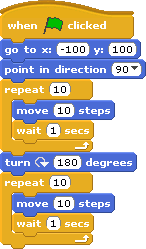 when clicked
go to x: -100 y: 100
point in direction 90
repeat 10
move 10 steps
wait 1 secs
turn 180 degrees
repeat 10
move 10 steps
wait 1 secs